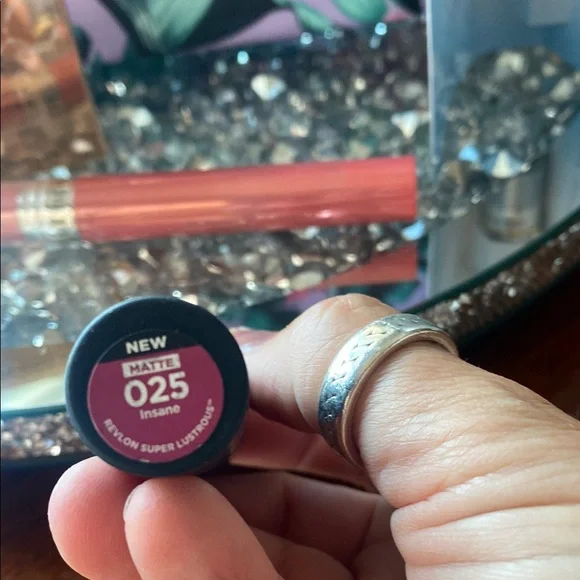 NEW
MATTE
025
Insane
REVLON SUPER LUSTROUS™